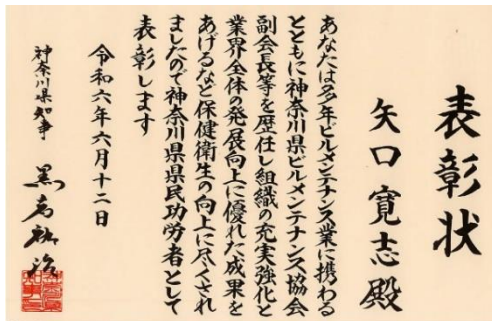 表彰状
矢口寛志殿
あなたは多年ビルメンテナンス業に携わる
とともに神奈川県ビルメンテナンス協会
副会長等を歴任し組織の充実強化と
業界全体の発展向上に優れた成果を
あげるなど保健衛生の向上に尽くされ
ましたので神奈川県県民功労者として
表彰します
令和六年六月十二日
神奈川県知事
黒岩祐治